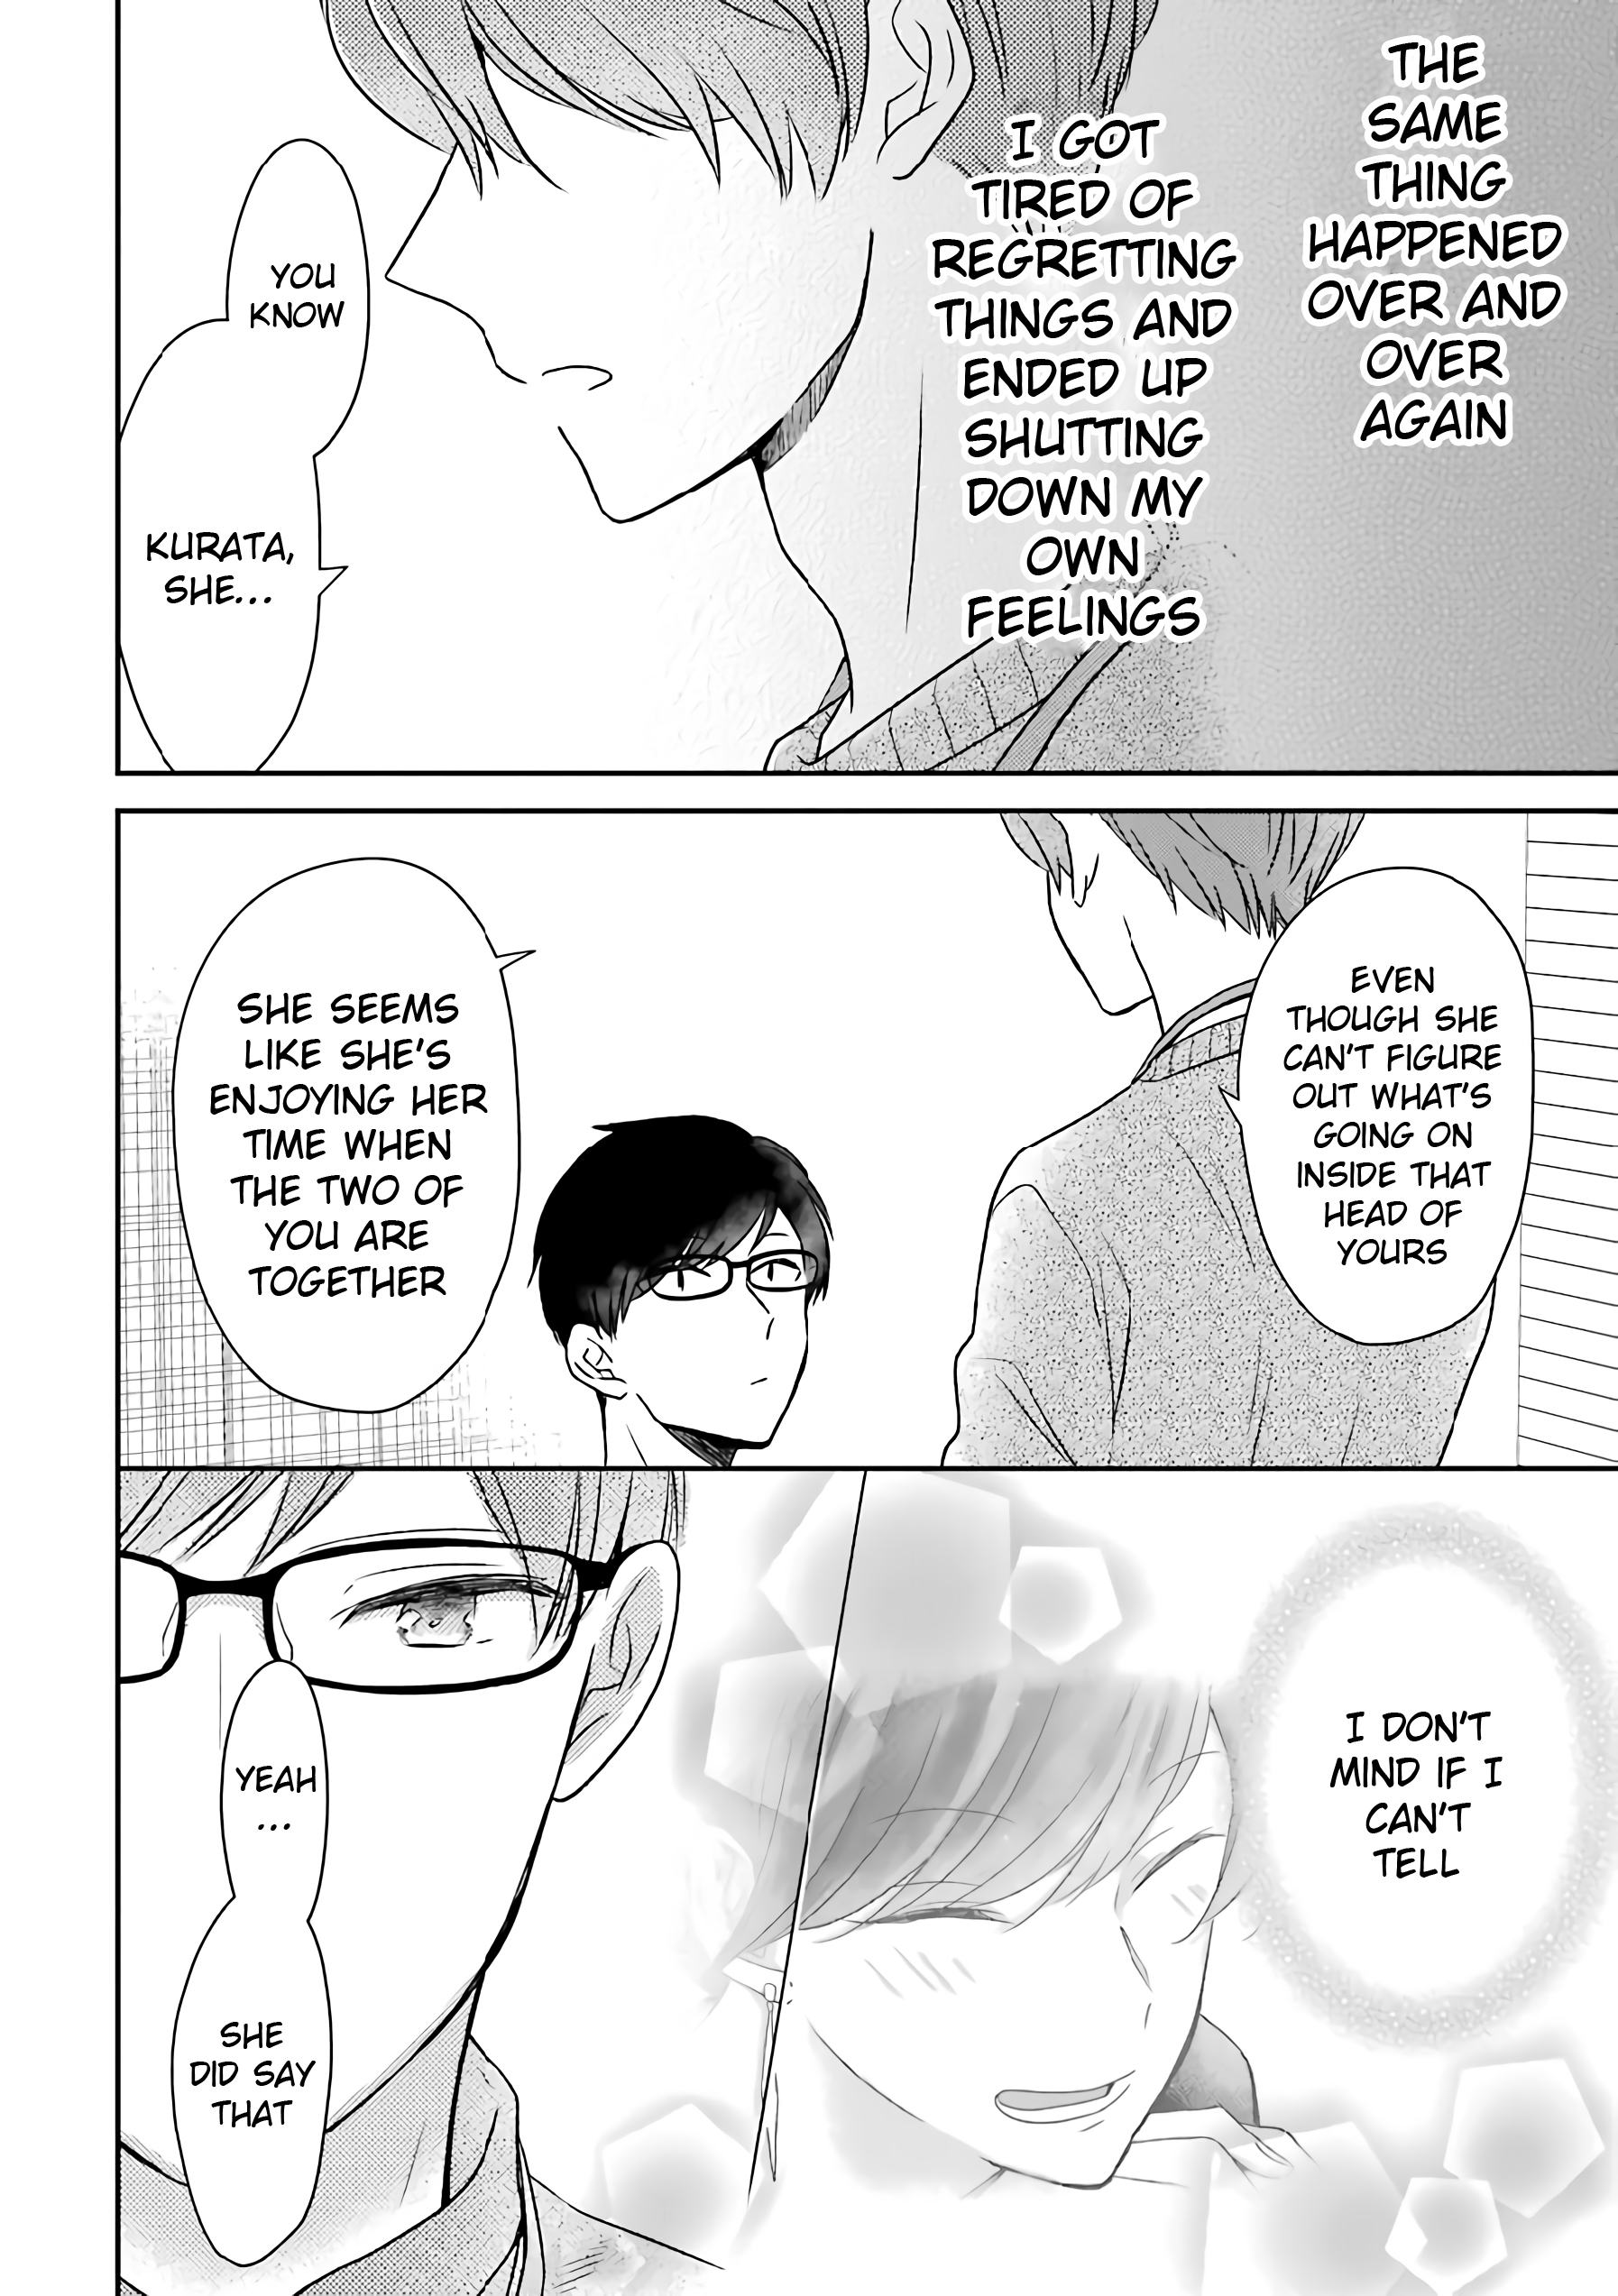 THE
SAME
THING
HAPPENED
OVER AND
OVER
AGAIN
I GOT
TIRED OF
REGRETTING
THINGS AND
ENDED UP
SHUTTING
DOWN MY
OWN
FEELINGS
YOU
KNOW
KURATA,
SHE...
EVEN
THOUGH SHE
CAN'T FIGURE
OUT WHAT'S
GOING ON
INSIDE THAT
HEAD OF
YOURS
SHE SEEMS
LIKE SHE'S
ENJOYING HER
TIME WHEN
THE TWO OF
YOU ARE
TOGETHER
I DON'T
MIND IF I
CAN'T
TELL
YEAH
...
SHE
DID SAY
THAT